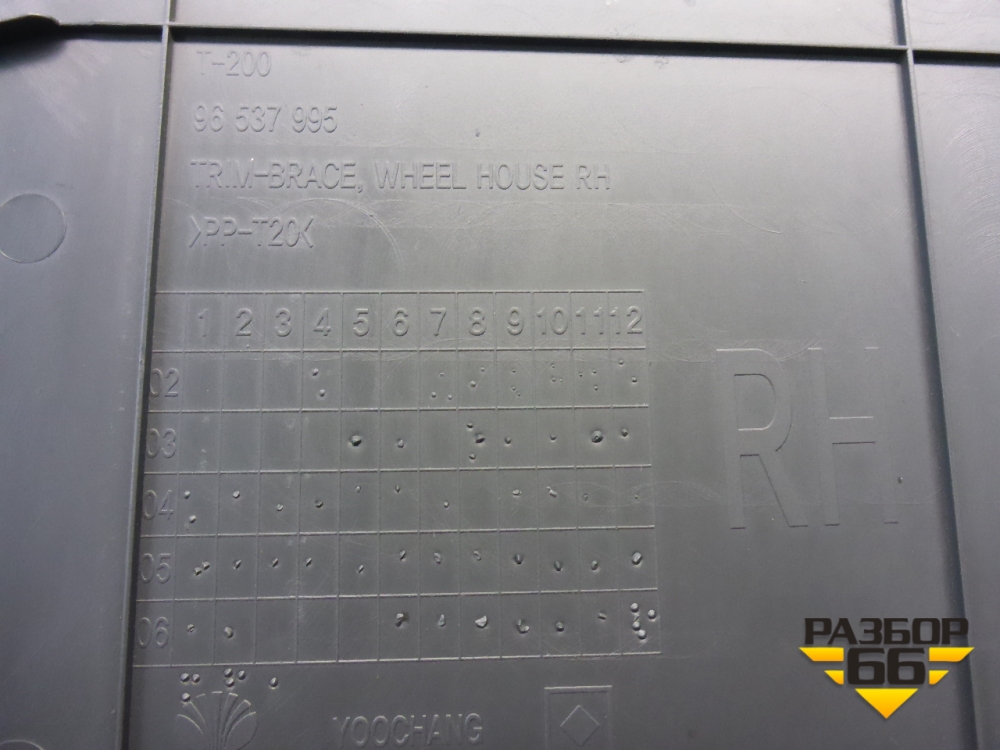 T-200
96 537 995
TRIM-BRACE, WHEEL HOUSE RH
>PP-T20<
1 2 3 4 5 6 7 8 9 10 11 12
02
03
RH
04
05
06
РАЗБОР
66
YOOCHANG